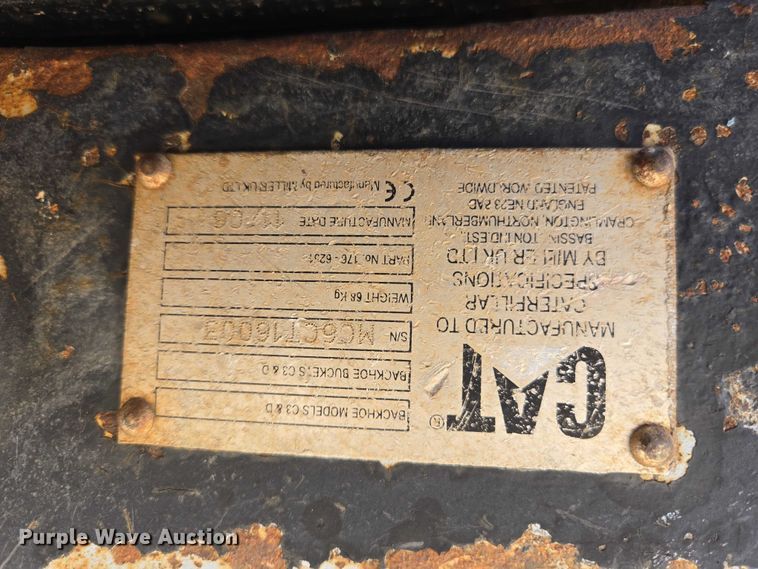 CAT®
MANUFACTURED TO
CATERPILLAR
SPECIFICATIONS
BY MILLER UK LTD
BASSINGTON IND EST.
CRAMLINGTON, NORTHUMBERLAND
ENGLAND NE23 8AD
PATENTED WORLDWIDE
BACKHOE MODELS C3 & D
BACKHOE BUCKETS C3 & D
S/N MC6CT16003
WEIGHT 68 Kg
PART No.
MANUFACTURE DATE
CE Manufactured by MILLER UK LTD
Purple Wave Auction